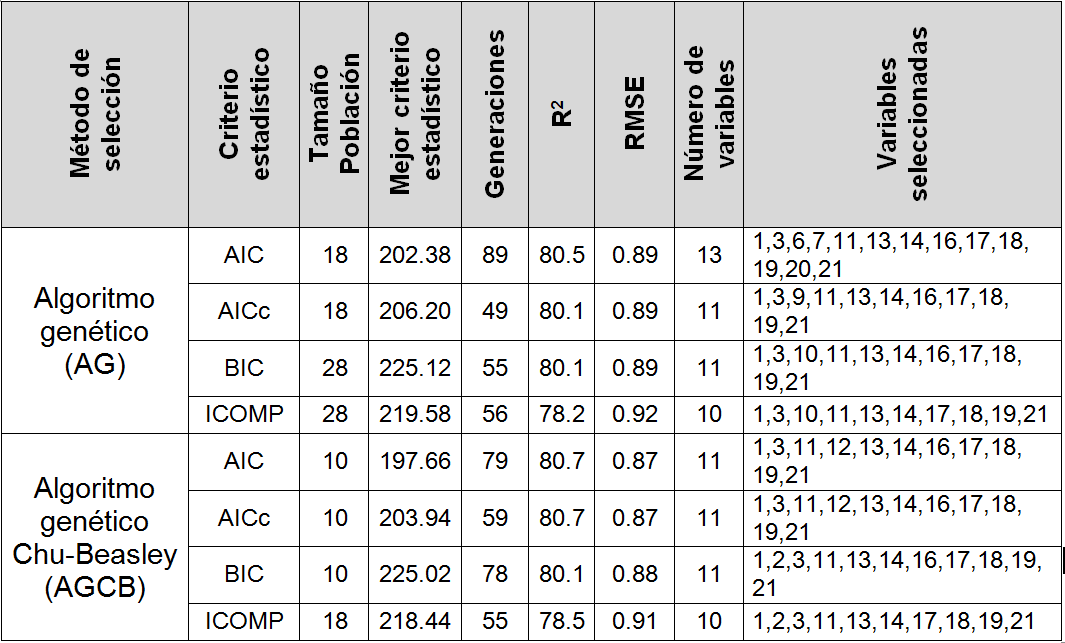 Método de
selección
Criterio
estadístico
Tamaño
Población
Mejor criterio
estadístico
Generaciones
R²
RMSE
Número de
variables
Variables
seleccionadas
Algoritmo
genético
(AG)
AIC 18 202.38 89 80.5 0.89 13 1,3,6,7,11,13,14,16,17,18,
19,20,21
AICc 18 206.20 49 80.1 0.89 11 1,3,9,11,13,14,16,17,18,
19,21
BIC 28 225.12 55 80.1 0.89 11 1,3,10,11,13,14,16,17,18,
19,21
ICOMP 28 219.58 56 78.2 0.92 10 1,3,10,11,13,14,17,18,19,21
Algoritmo
genético
Chu-Beasley
(AGCB)
AIC 10 197.66 79 80.7 0.87 11 1,3,11,12,13,14,16,17,18,
19,21
AICc 10 203.94 59 80.7 0.87 11 1,3,11,12,13,14,16,17,18,
19,21
BIC 10 225.02 78 80.1 0.88 11 1,2,3,11,13,14,16,17,18,19,
21
ICOMP 18 218.44 55 78.5 0.91 10 1,2,3,11,13,14,17,18,19,21